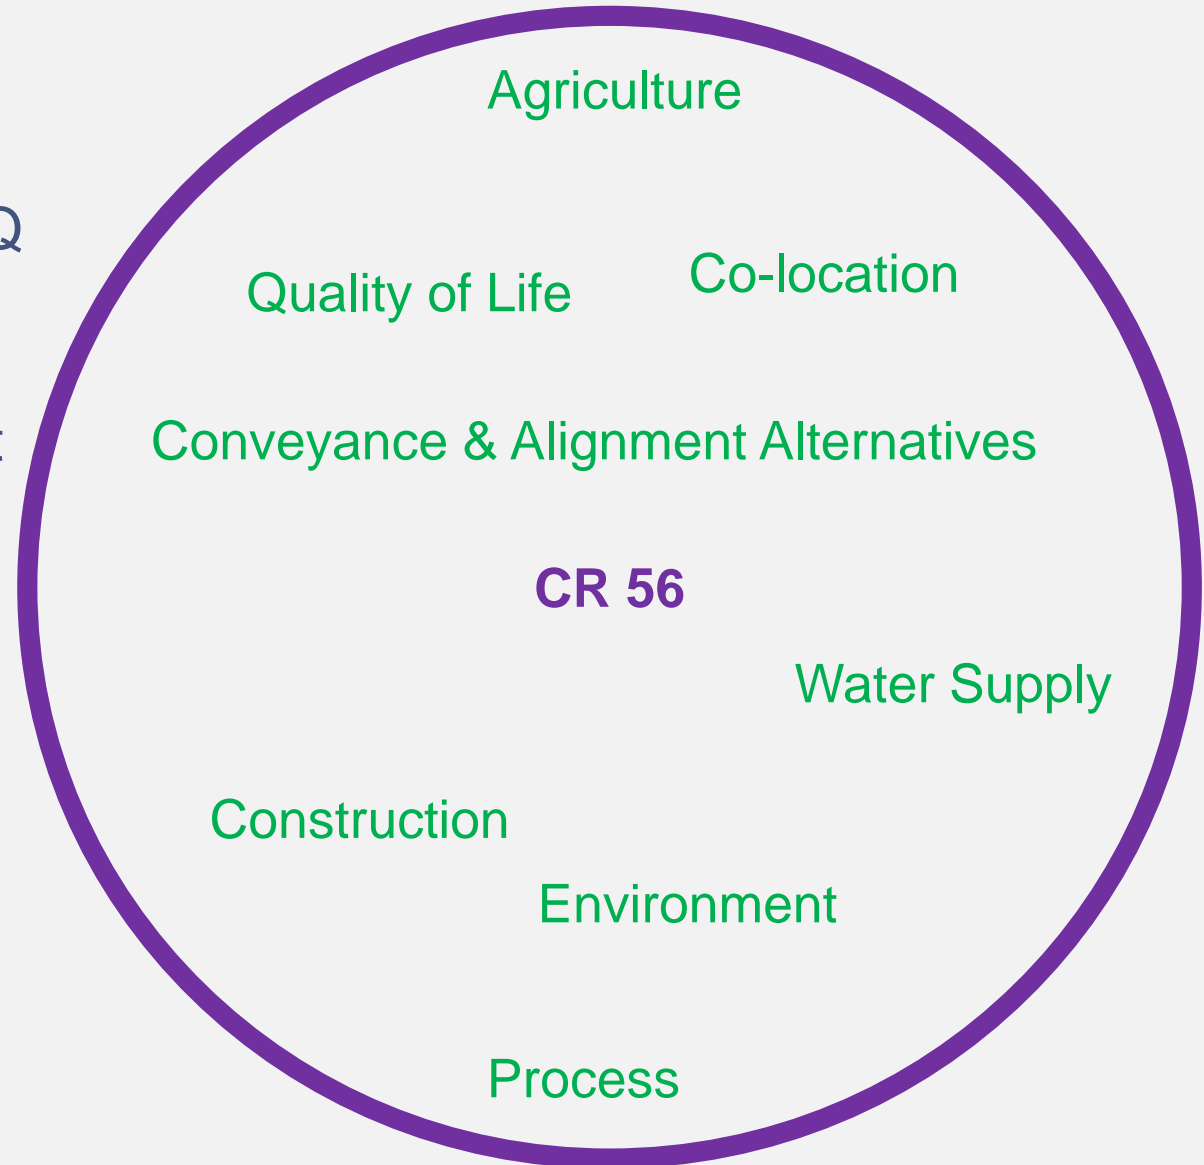 Agriculture
Q
Quality of Life
Co-location
t
Conveyance & Alignment Alternatives
CR 56
Water Supply
Construction
Environment
Process